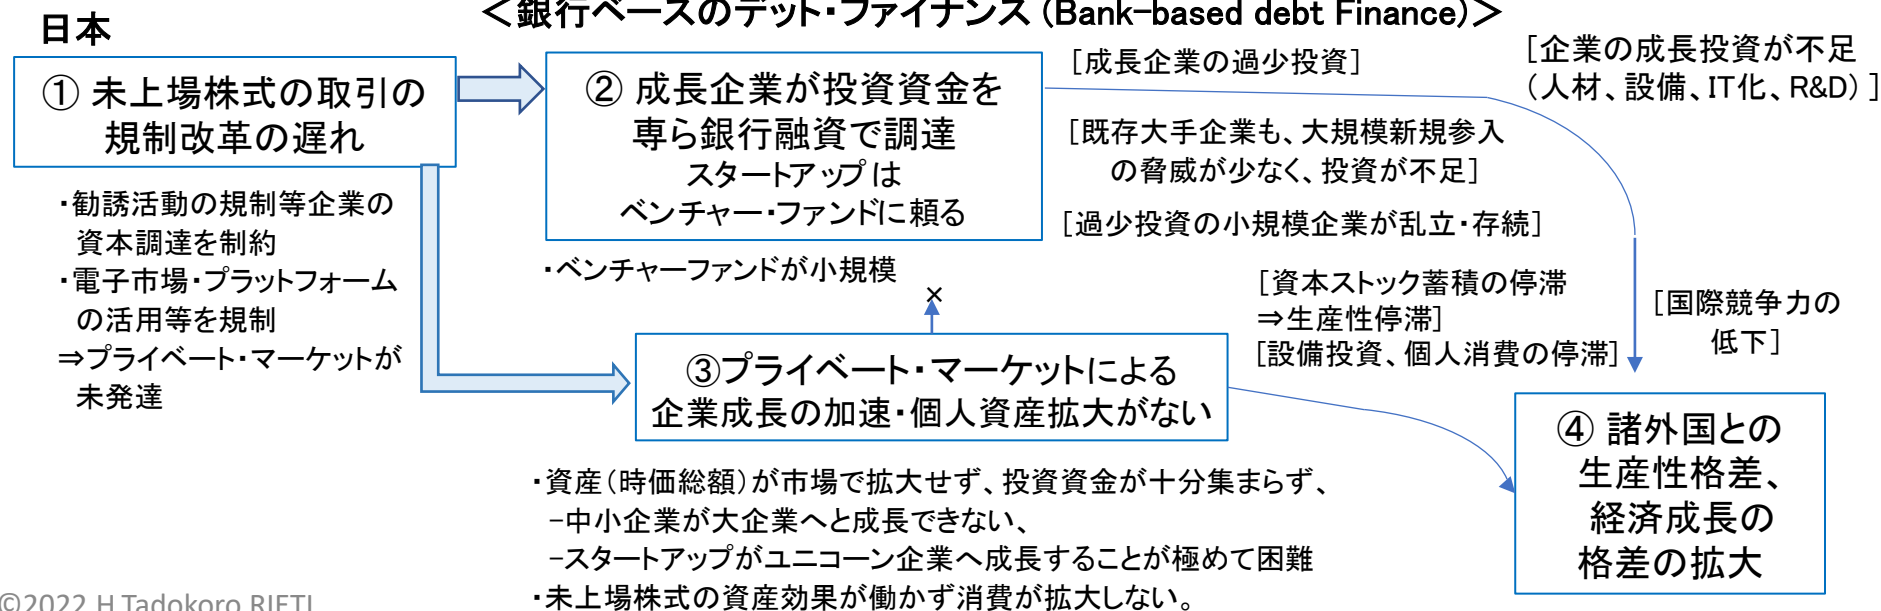 <銀行ベースのデット・ファイナンス (Bank-based debt Finance)>
日本
① 未上場株式の取引の
規制改革の遅れ
・勧誘活動の規制等企業の
資本調達を制約
・電子市場・プラットフォーム
の活用等を規制
⇒プライベート・マーケットが
未発達
② 成長企業が投資資金を
専ら銀行融資で調達
スタートアップは
ベンチャー・ファンドに頼る
・ベンチャーファンドが小規模
×
[成長企業の過少投資]
[既存大手企業も、大規模新規参入
の脅威が少なく、投資が不足]
[過少投資の小規模企業が乱立・存続]
[企業の成長投資が不足
(人材、設備、IT化、R&D) ]
[資本ストック蓄積の停滞
⇒生産性停滞]
[設備投資、個人消費の停滞]
[国際競争力の
低下]
③プライベート・マーケットによる
企業成長の加速・個人資産拡大がない
・資産(時価総額)が市場で拡大せず、投資資金が十分集まらず、
-中小企業が大企業へと成長できない、
-スタートアップがユニコーン企業へ成長することが極めて困難
・未上場株式の資産効果が働かず消費が拡大しない。
④ 諸外国との
生産性格差、
経済成長の
格差の拡大
©2022 H.Tadokoro RIETI